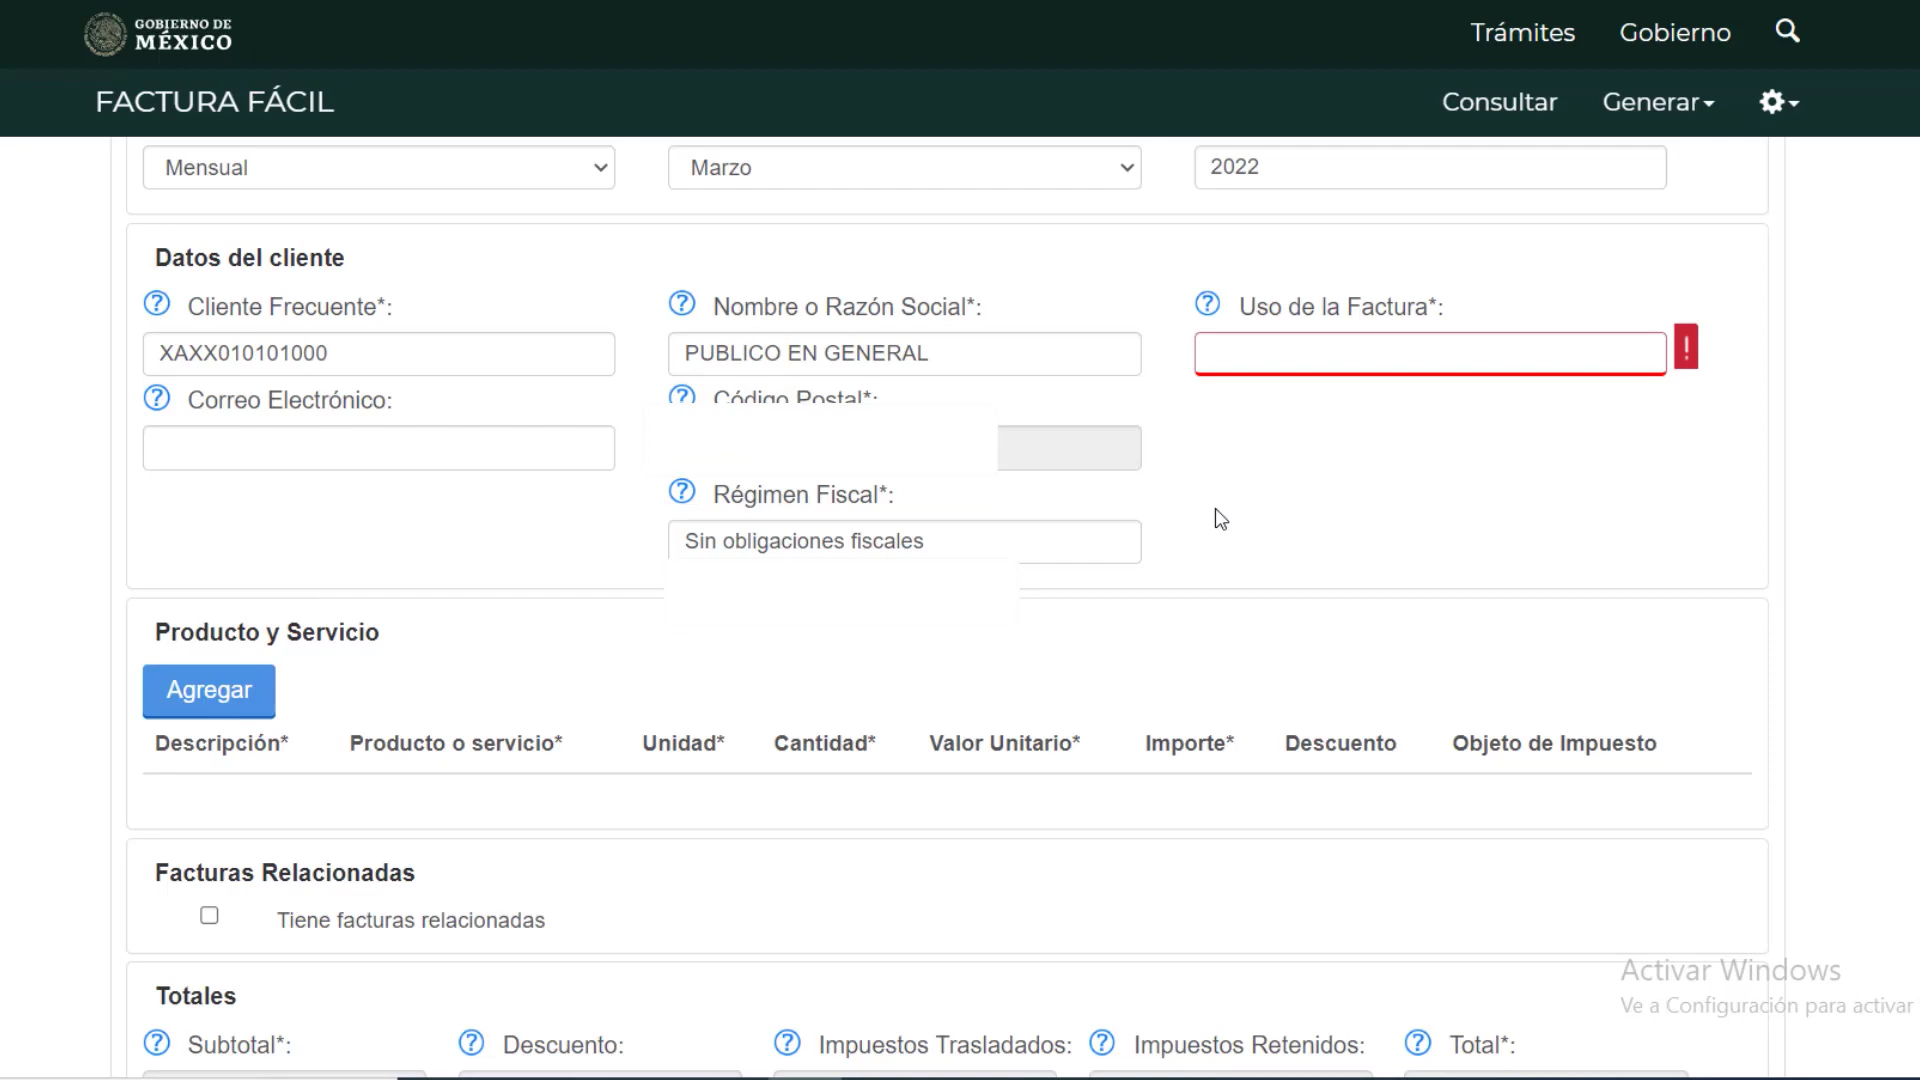 GOBIERNO DE
MÉXICO
Trámites Gobierno
FACTURA FÁCIL
Consultar Generar
Mensual Marzo 2022
Datos del cliente
Cliente Frecuente*: Nombre o Razón Social*: Uso de la Factura*:
XAXX010101000 PUBLICO EN GENERAL
!
Correo Electrónico: Código Postal*:
Régimen Fiscal*:
Sin obligaciones fiscales
Producto y Servicio
Agregar
Descripción* Producto o servicio* Unidad* Cantidad* Valor Unitario* Importe* Descuento Objeto de Impuesto
Facturas Relacionadas
Tiene facturas relacionadas
Activar Windows
Ve a Configuración para activar
Totales
Subtotal*: Descuento: Impuestos Trasladados: Impuestos Retenidos: Total*: